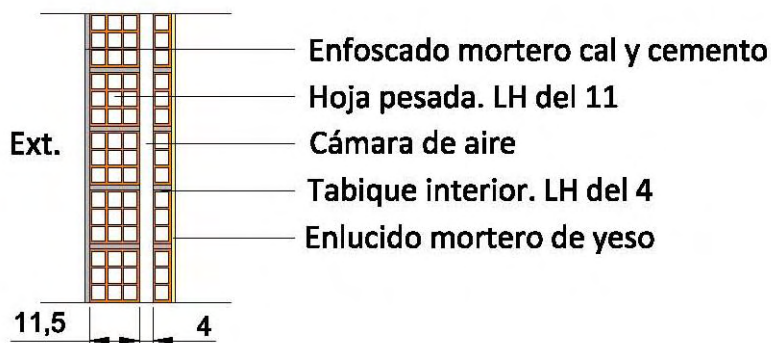 Enfoscado mortero cal y cemento
Hoja pesada. LH del 11
Ext.
Cámara de aire
Tabique interior. LH del 4
Enlucido mortero de yeso
11,5
4